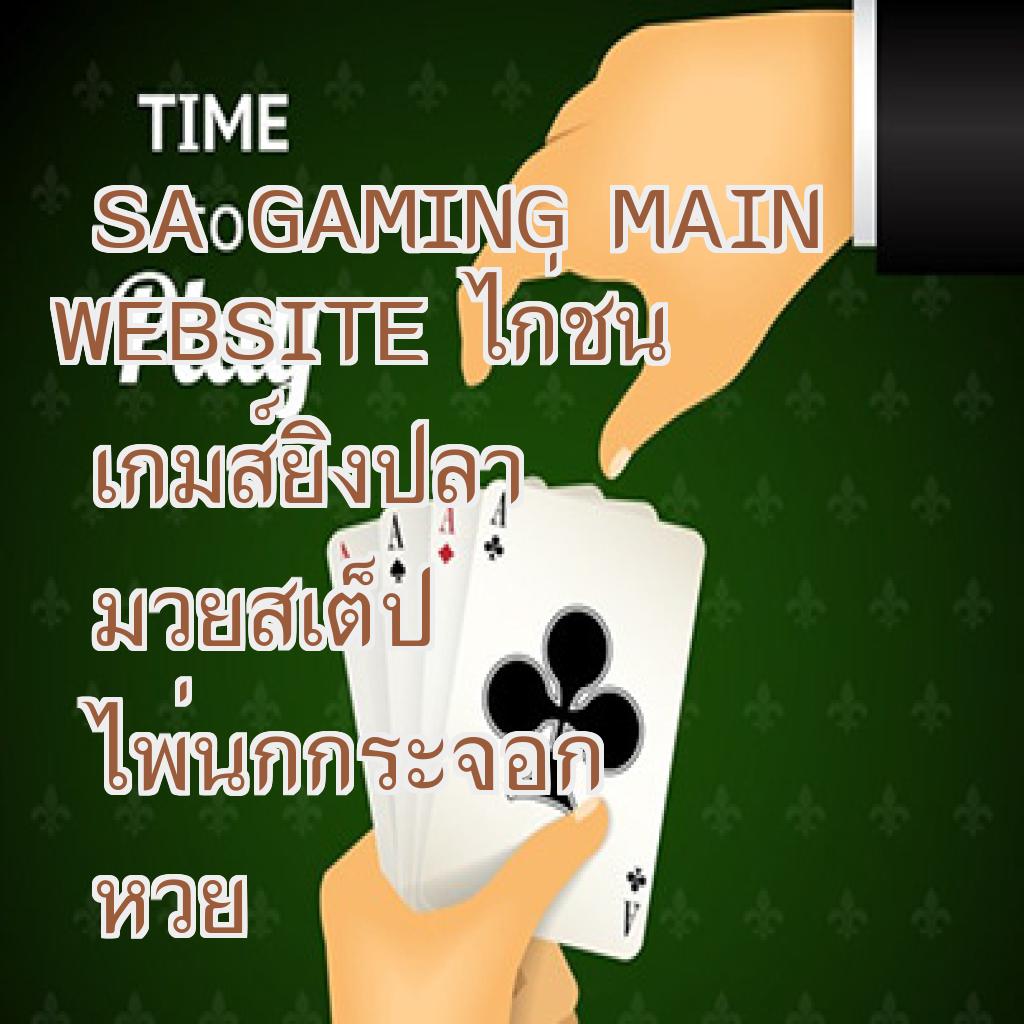 TIME
to
Play
SA GAMING MAIN
WEBSITE ไก่ชน
เกมส์ยิงปลา
มวยสเต็ป
ไพ่นกกระจอก
หวย
A
A
A
A
A